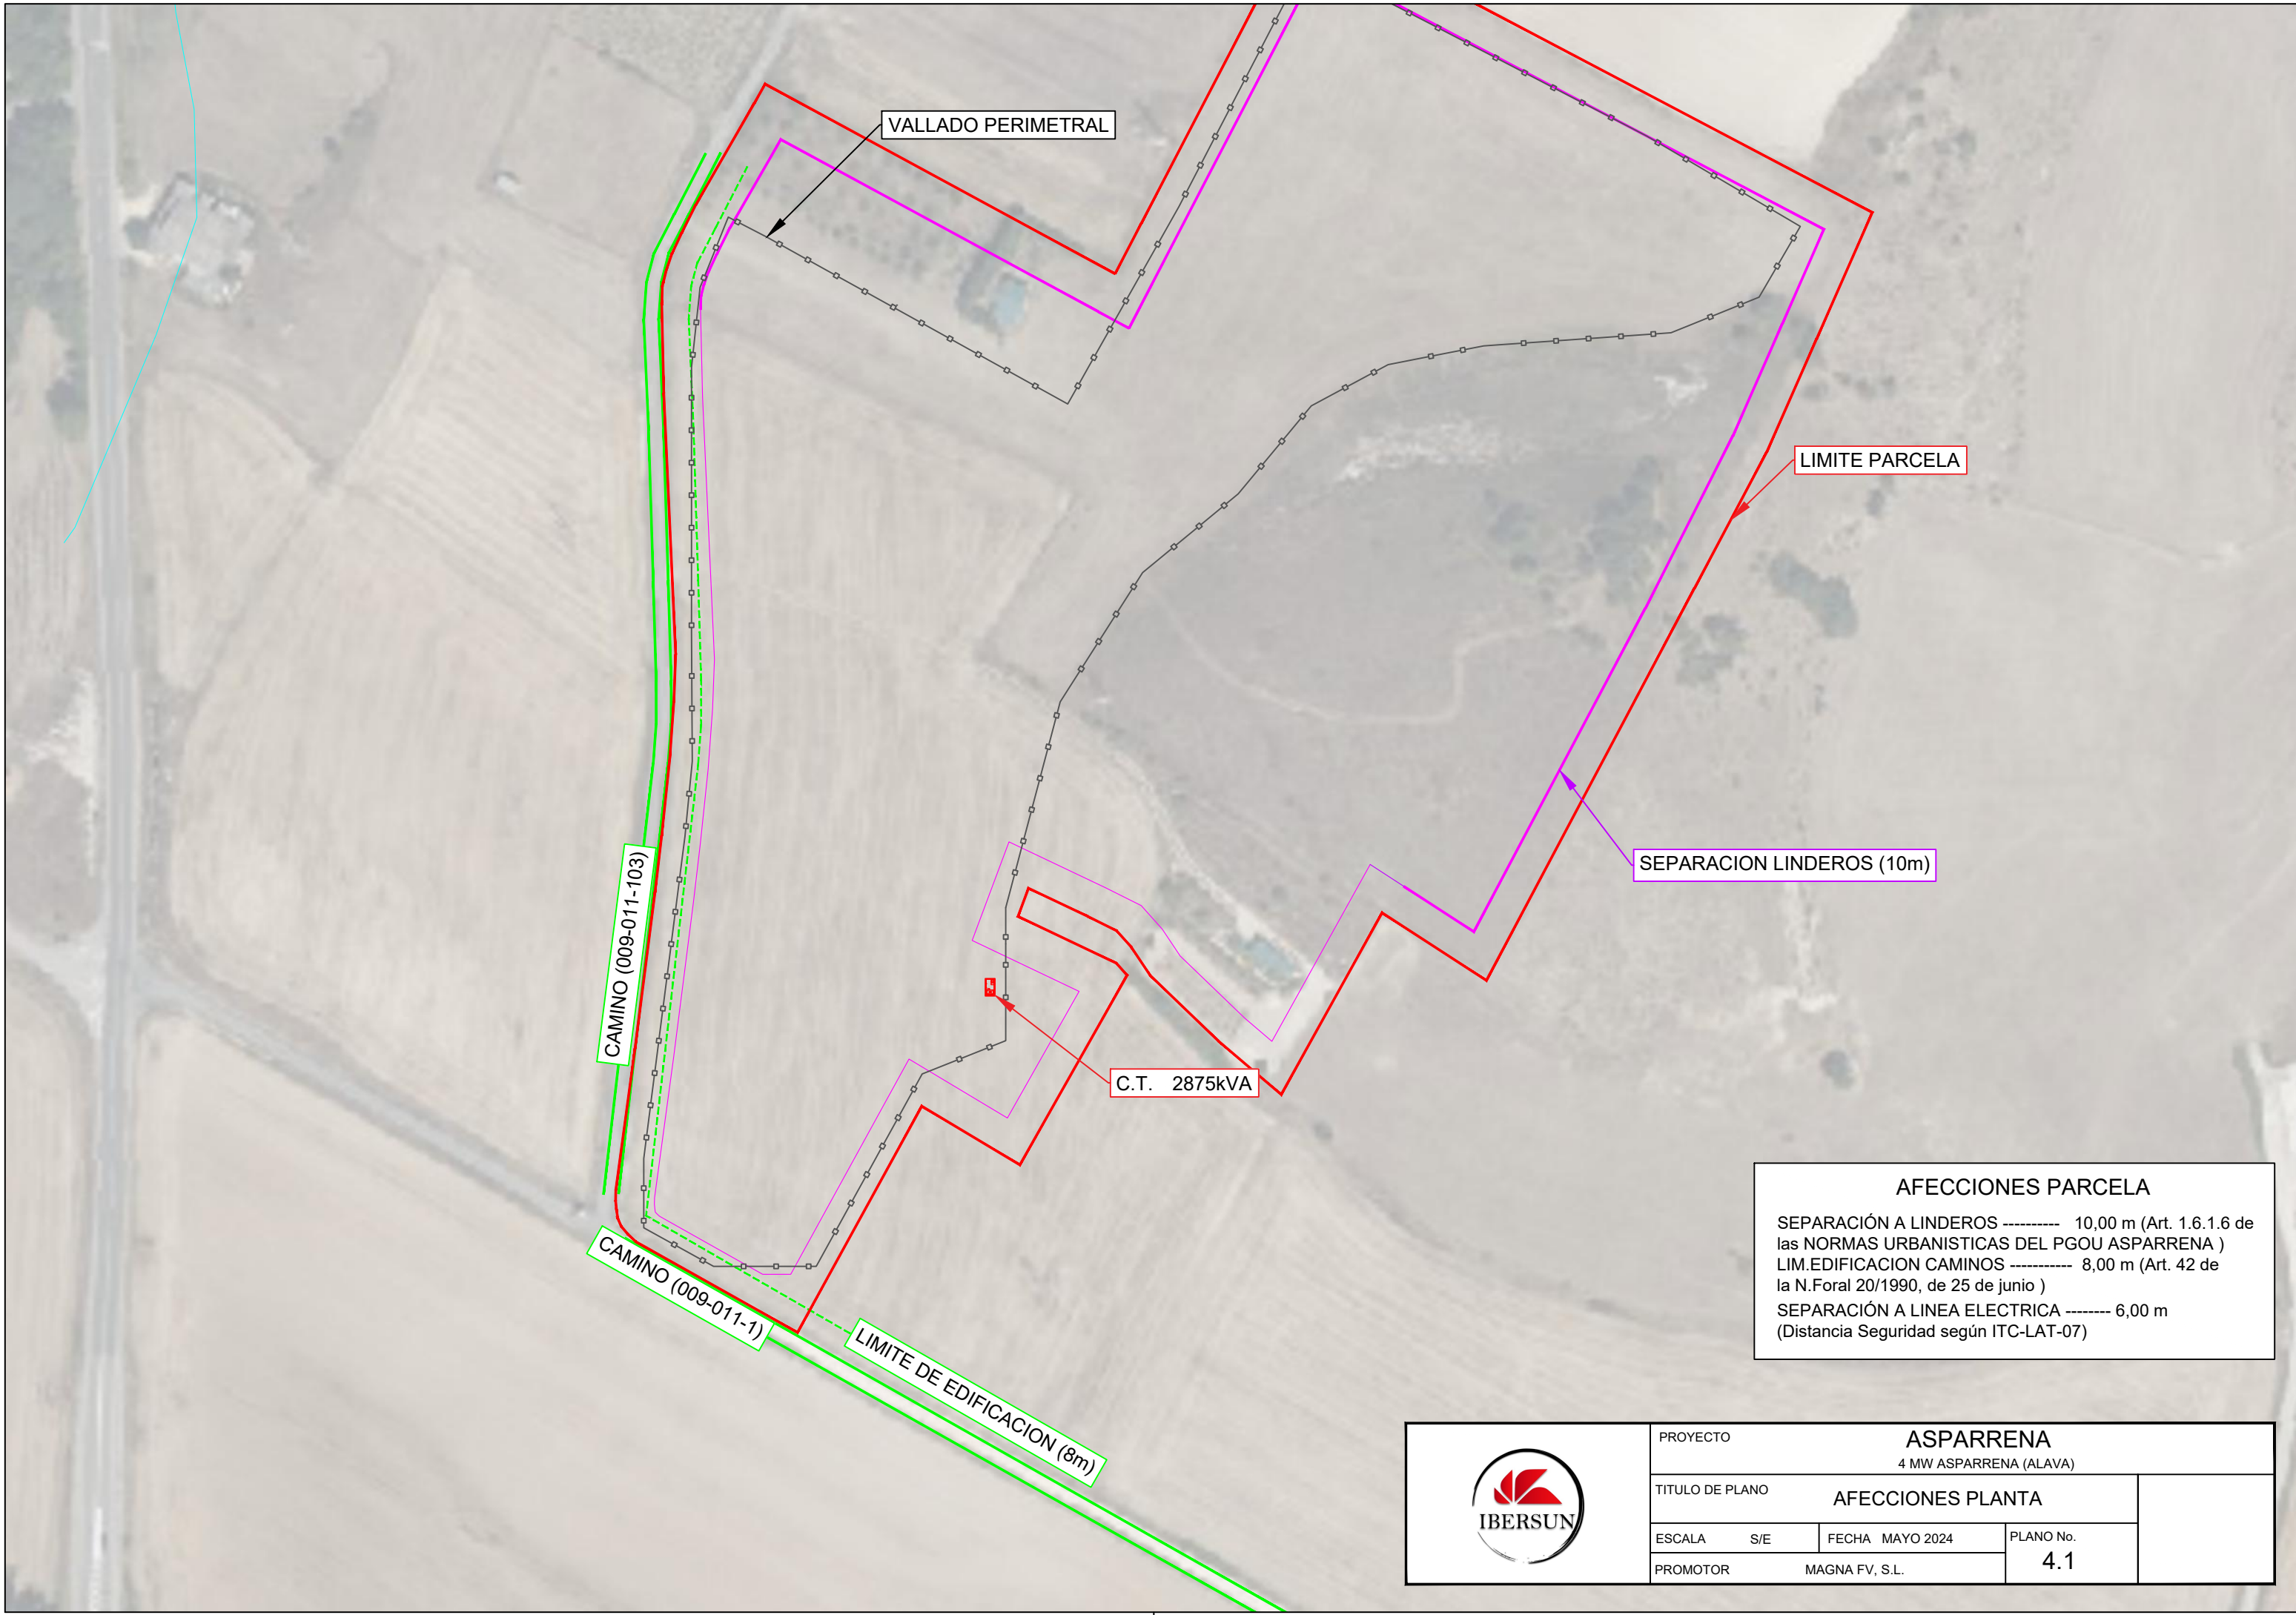 VALLADO PERIMETRAL
LIMITE PARCELA
SEPARACION LINDEROS (10m)
CAMINO (009-011-103)
C.T. 2875kVA
CAMINO (009-011-1)
LIMITE DE EDIFICACION (8m)
AFECCIONES PARCELA
SEPARACIÓN A LINDEROS ---------- 10,00 m (Art. 1.6.1.6 de
las NORMAS URBANISTICAS DEL PGOU ASPARRENA )
LIM.EDIFICACION CAMINOS ----------- 8,00 m (Art. 42 de
la N.Foral 20/1990, de 25 de junio )
SEPARACIÓN A LINEA ELECTRICA -------- 6,00 m
(Distancia Seguridad según ITC-LAT-07)
IBERSUN
PROYECTO
ASPARRENA
4 MW ASPARRENA (ALAVA)
TITULO DE PLANO
AFECCIONES PLANTA
ESCALA S/E
FECHA MAYO 2024
PLANO No.
4.1
PROMOTOR MAGNA FV, S.L.